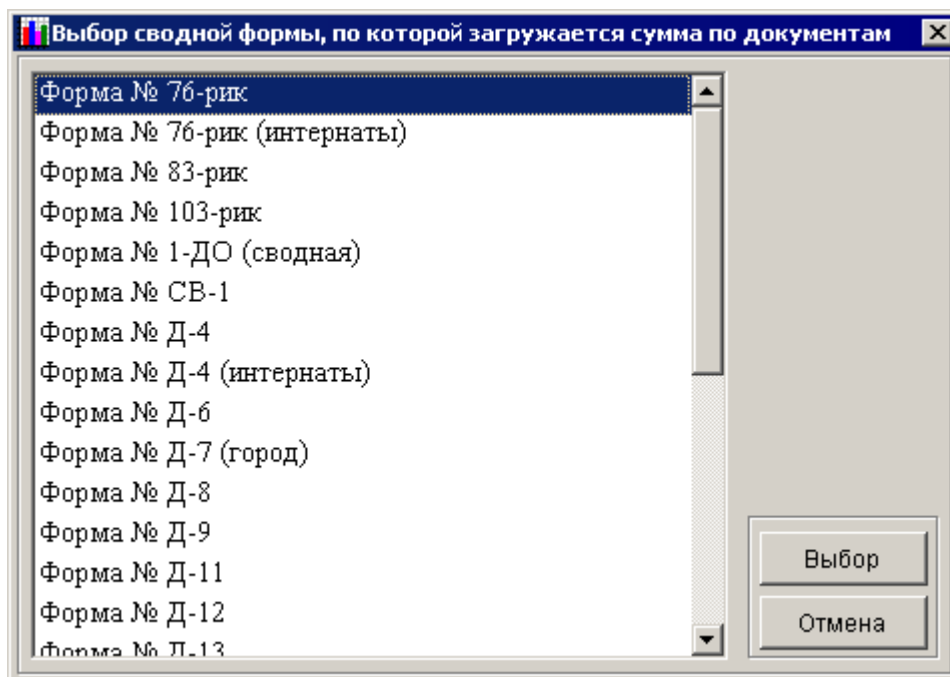 Выбор сводной формы, по которой загружается сумма по документам
Форма № 76-рик
Форма № 76-рик (интернаты)
Форма № 83-рик
Форма № 103-рик
Форма № 1-ДО (сводная)
Форма № СВ-1
Форма № Д-4
Форма № Д-4 (интернаты)
Форма № Д-6
Форма № Д-7 (город)
Форма № Д-8
Форма № Д-9
Форма № Д-11
Форма № Д-12
Форма № Д-13
Выбор
Отмена